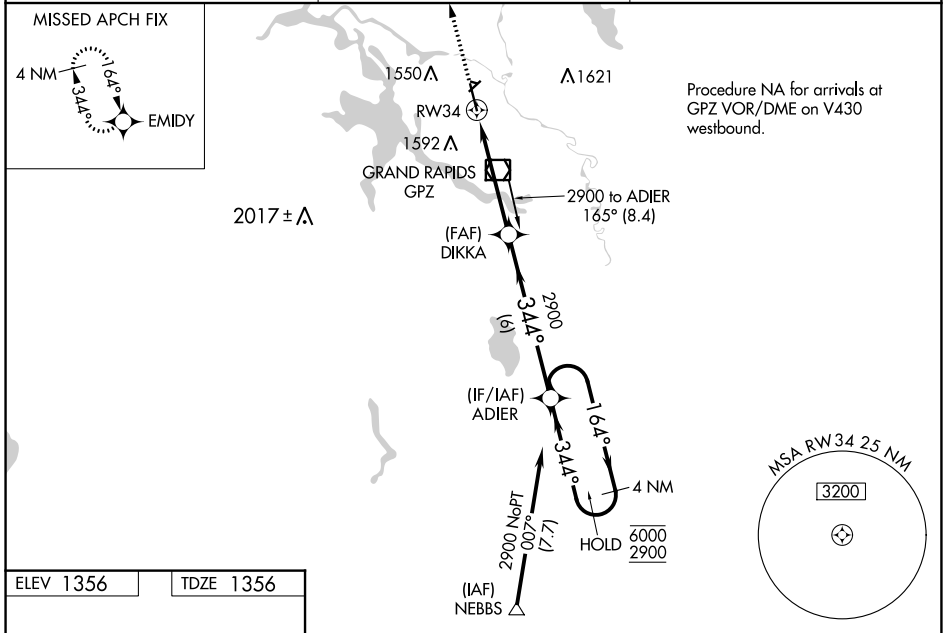 MISSED APCH FIX
4 NM
164°
344°
EMIDY
1550
1621
RW34
1592
GRAND RAPIDS
GPZ
Procedure NA for arrivals at
GPZ VOR/DME on V430
westbound.
2017 ±
2900 to ADIER
165° (8.4)
(FAF)
DIKKA
2900
344°
(6)
(IF/IAF)
ADIER
164°
344°
4 NM
HOLD
6000
2900
2900 NoPT
007°
(7.7)
(IAF)
NEBBS
MSA RW34 25 NM
3200
ELEV 1356
TDZE 1356